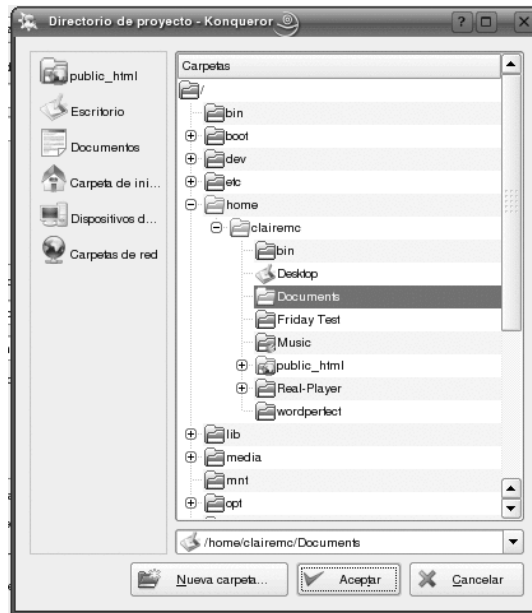 Directorio de proyecto - Konqueror
public_html
Escritorio
Documentos
Carpeta de ini...
Dispositivos d...
Carpetas de red
Carpetas
/
bin
boot
dev
etc
home
clairemc
bin
Desktop
Documents
Friday Test
Music
public_html
Real-Player
wordperfect
lib
media
mnt
opt
/home/clairemc/Documents
Nueva carpeta...
Aceptar
Cancelar